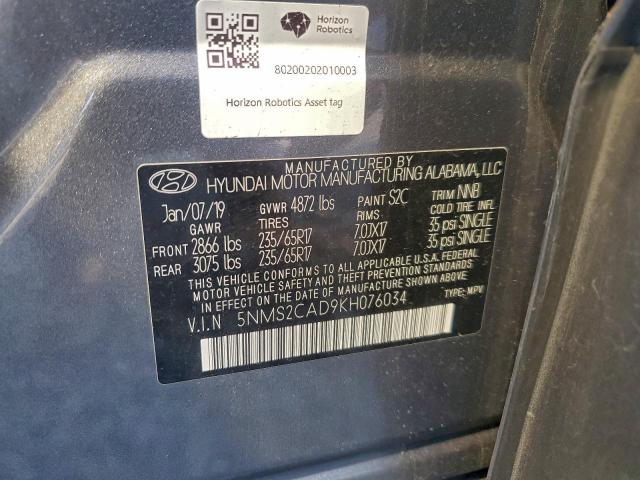 Horizon
Robotics
80200202010003
Horizon Robotics Asset tag
MANUFACTURED BY
HYUNDAI MOTOR MANUFACTURING ALABAMA, LLC
Jan/07/19 GVWR 4872 lbs PAINT S2C TRIM NNB
GAWR TIRES RIMS COLD TIRE INFL
FRONT 2866 lbs 235/65R17 7.0JX17 35 psi SINGLE
REAR 3075 lbs 235/65R17 7.0JX17 35 psi SINGLE
THIS VEHICLE CONFORMS TO ALL APPLICABLE U.S.A. FEDERAL
MOTOR VEHICLE SAFETY AND THEFT PREVENTION STANDARDS
IN EFFECT ON THE DATE OF MANUFACTURE SHOWN ABOVE.
V.I.N 5NMS2CAD9KH076034 TYPE: MPV